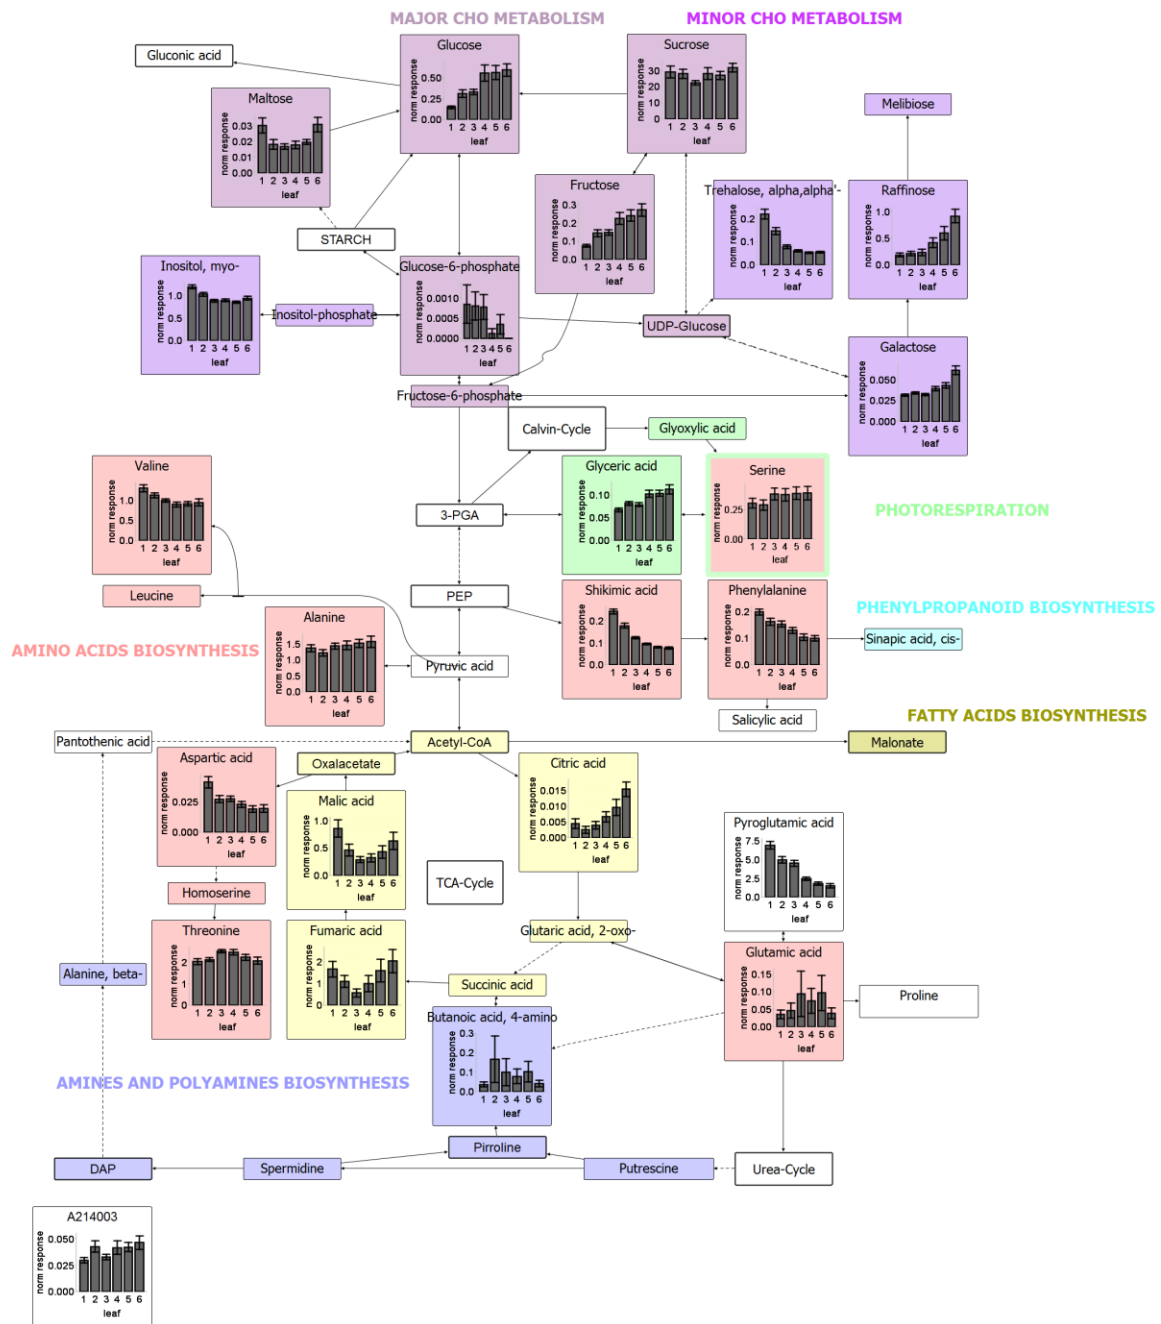 MAJOR CHO METABOLISM
MINOR CHO METABOLISM
Gluconic acid
Glucose
norm response
0.50
0.25
0.00
1 2 3 4 5 6
leaf
Sucrose
norm response
30
20
10
0
1 2 3 4 5 6
leaf
Maltose
norm response
0.03
0.02
0.01
0.00
1 2 3 4 5 6
leaf
Melibiose
Fructose
norm response
0.3
0.2
0.1
0.0
1 2 3 4 5 6
leaf
Trehalose, alpha,alpha'-
norm response
0.2
0.1
0.0
1 2 3 4 5 6
leaf
Raffinose
norm response
1.0
0.5
0.0
1 2 3 4 5 6
leaf
STARCH
Inositol, myo-
norm response
1.0
0.5
0.0
1 2 3 4 5 6
leaf
Inositol-phosphate
Glucose-6-phosphate
norm response
0.0010
0.0005
0.0000
1 2 3 4 5 6
leaf
UDP-Glucose
Galactose
norm response
0.050
0.025
0.000
1 2 3 4 5 6
leaf
Fructose-6-phosphate
Calvin-Cycle
Glyoxylic acid
Valine
norm response
1.0
0.5
0.0
1 2 3 4 5 6
leaf
Glyceric acid
norm response
0.10
0.05
0.00
1 2 3 4 5 6
leaf
Serine
norm response
0.25
0.00
1 2 3 4 5 6
leaf
3-PGA
PHOTORESPIRATION
Leucine
PEP
Shikimic acid
norm response
0.2
0.1
0.0
1 2 3 4 5 6
leaf
Phenylalanine
norm response
0.2
0.1
0.0
1 2 3 4 5 6
leaf
PHENYLPROPANOID BIOSYNTHESIS
Sinapic acid, cis-
AMINO ACIDS BIOSYNTHESIS
Alanine
norm response
1.5
1.0
0.5
0.0
1 2 3 4 5 6
leaf
Pyruvic acid
Salicylic acid
FATTY ACIDS BIOSYNTHESIS
Pantothenic acid
Acetyl-CoA
Malonate
Aspartic acid
norm response
0.025
0.000
1 2 3 4 5 6
leaf
Oxalacetate
Citric acid
norm response
0.015
0.010
0.005
0.000
1 2 3 4 5 6
leaf
Malic acid
norm response
1.0
0.5
0.0
1 2 3 4 5 6
leaf
Pyroglutamic acid
norm response
7.5
5.0
2.5
0.0
1 2 3 4 5 6
leaf
TCA-Cycle
Homoserine
Threonine
norm response
2
1
0
1 2 3 4 5 6
leaf
Fumaric acid
norm response
2
1
0
1 2 3 4 5 6
leaf
Glutaric acid, 2-oxo-
Glutamic acid
norm response
0.15
0.10
0.05
0.00
1 2 3 4 5 6
leaf
Alanine, beta-
Succinic acid
Proline
Butanoic acid, 4-amino
norm response
0.3
0.2
0.1
0.0
1 2 3 4 5 6
leaf
AMINES AND POLYAMINES BIOSYNTHESIS
Pirroline
DAP
Spermidine
Putrescine
Urea-Cycle
A214003
norm response
0.050
0.025
0.000
1 2 3 4 5 6
leaf